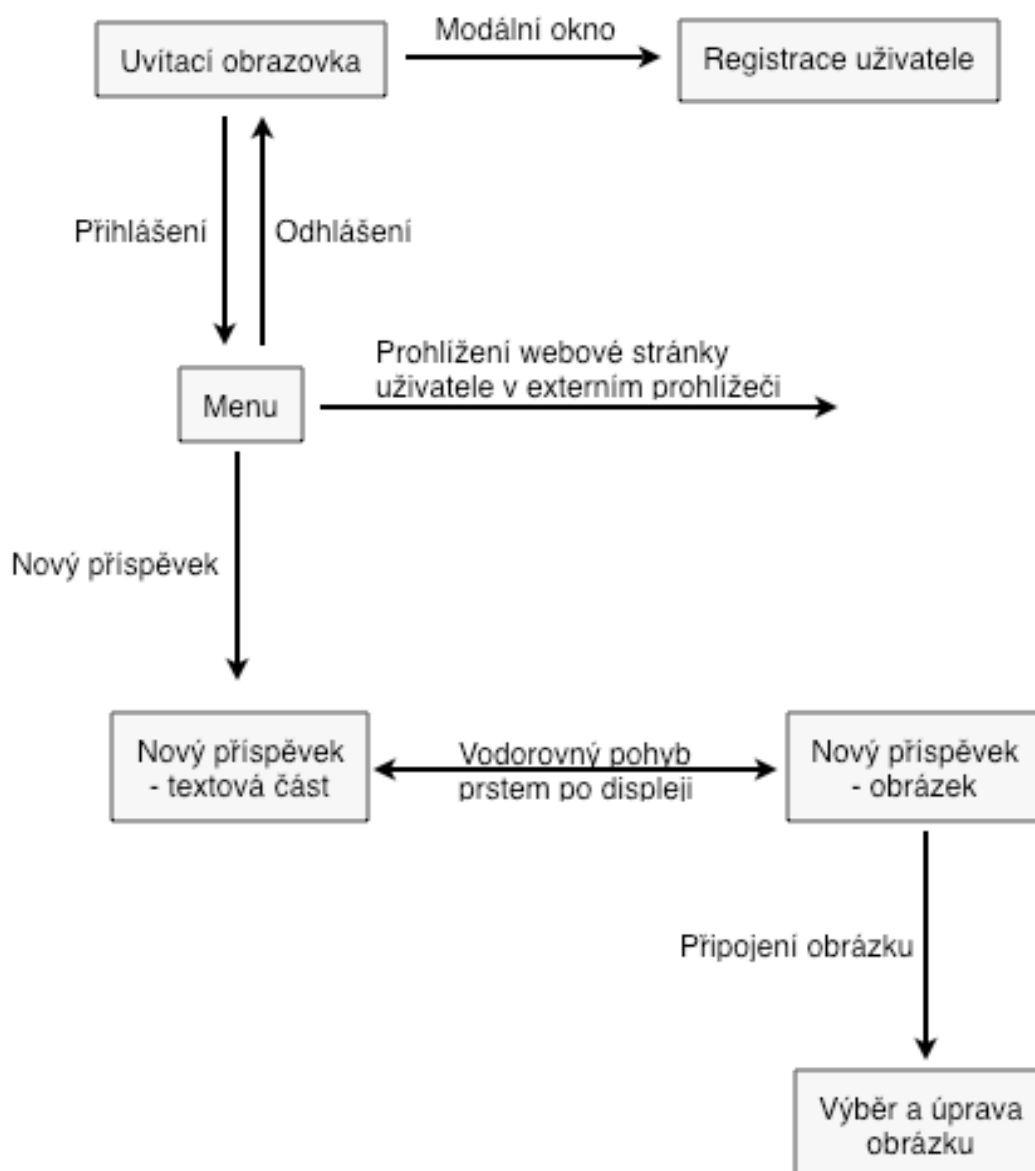 Modální okno
Uvítací obrazovka
Registrace uživatele
Přihlášení
Odhlášení
Prohlížení webové stránky
uživatele v externím prohlížeči
Menu
Nový příspěvek
Nový příspěvek
- textová část
Vodorovný pohyb
prstem po displeji
Nový příspěvek
- obrázek
Připojení obrázku
Výběr a úprava
obrázku